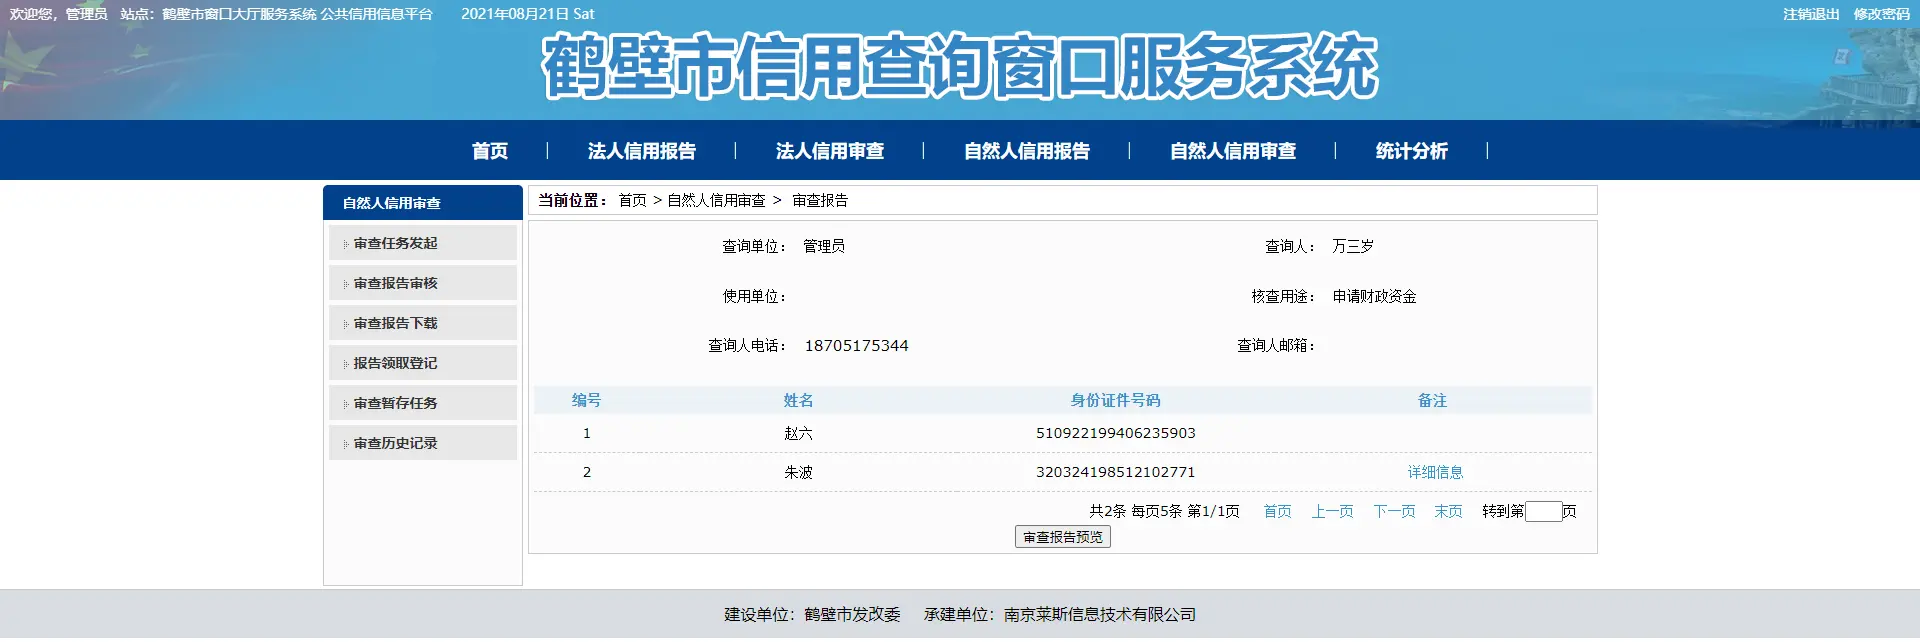 欢迎您，管理员 站点：鹤壁市窗口大厅服务系统 公共信用信息平台 2021年08月21日 Sat 注销退出 修改密码
鹤壁市信用查询窗口服务系统
首页 | 法人信用报告 | 法人信用审查 | 自然人信用报告 | 自然人信用审查 | 统计分析 |
自然人信用审查
审查任务发起
审查报告审核
审查报告下载
报告领取登记
审查暂存任务
审查历史记录
当前位置： 首页 > 自然人信用审查 > 审查报告
查询单位： 管理员 查询人： 万三岁
使用单位： 核查用途： 申请财政资金
查询人电话： 18705175344 查询人邮箱：
编号 姓名 身份证件号码 备注
1 赵六 510922199406235903
2 朱波 320324198512102771 详细信息
共2条 每页5条 第1/1页 首页 上一页 下一页 末页 转到第 页
审查报告预览
建设单位：鹤壁市发改委 承建单位：南京莱斯信息技术有限公司